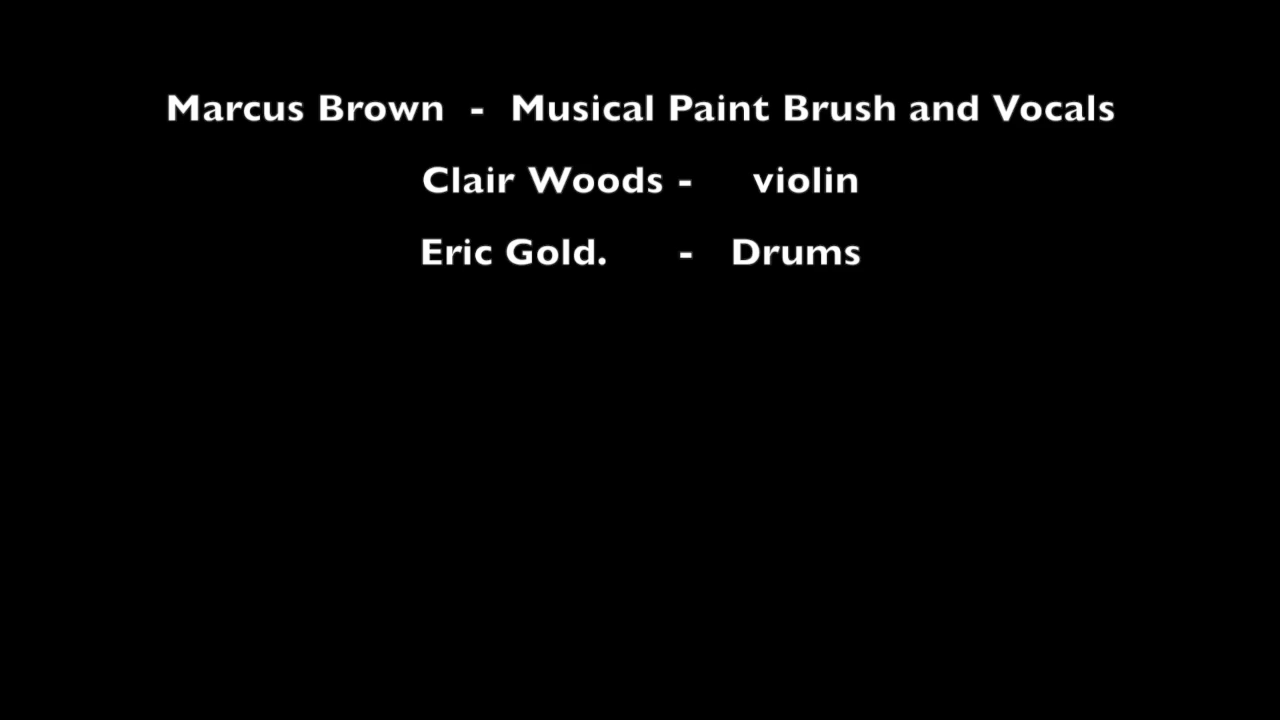 Marcus Brown - Musical Paint Brush and Vocals
Clair Woods - violin
Eric Gold. - Drums